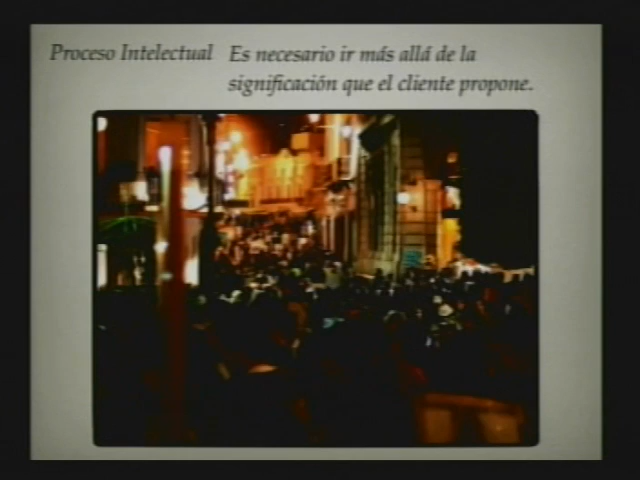 Proceso Intelectual Es necesario ir más allá de la
significación que el cliente propone.